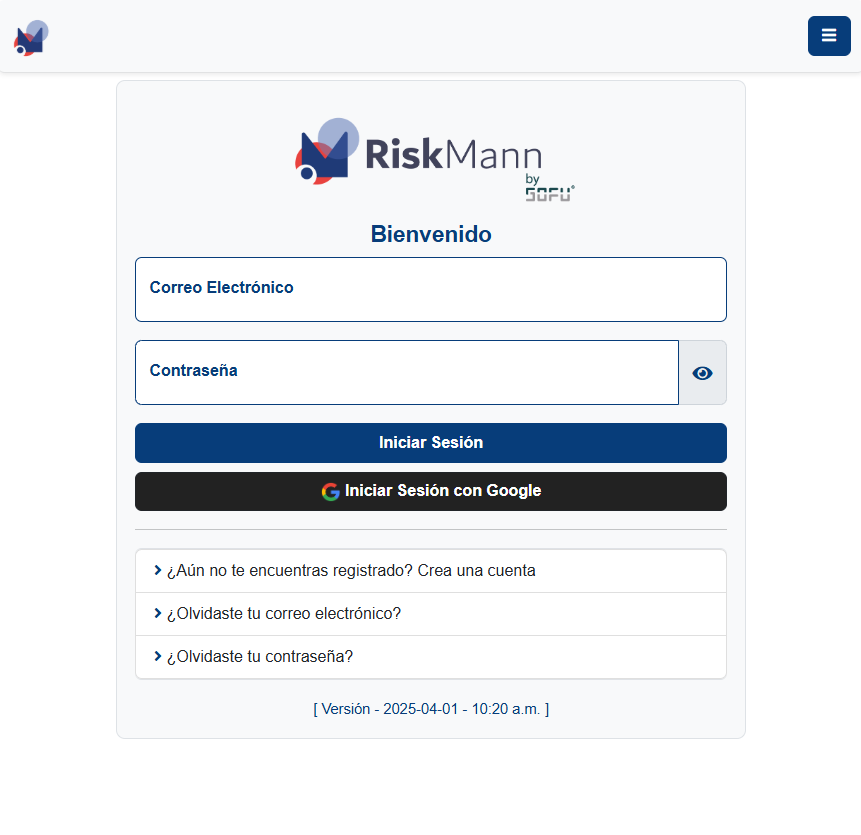 RiskMann
by
GOFU
Bienvenido
Correo Electrónico
Contraseña
Iniciar Sesión
Iniciar Sesión con Google
¿Aún no te encuentras registrado? Crea una cuenta
¿Olvidaste tu correo electrónico?
¿Olvidaste tu contraseña?
[ Versión - 2025-04-01 - 10:20 a.m. ]